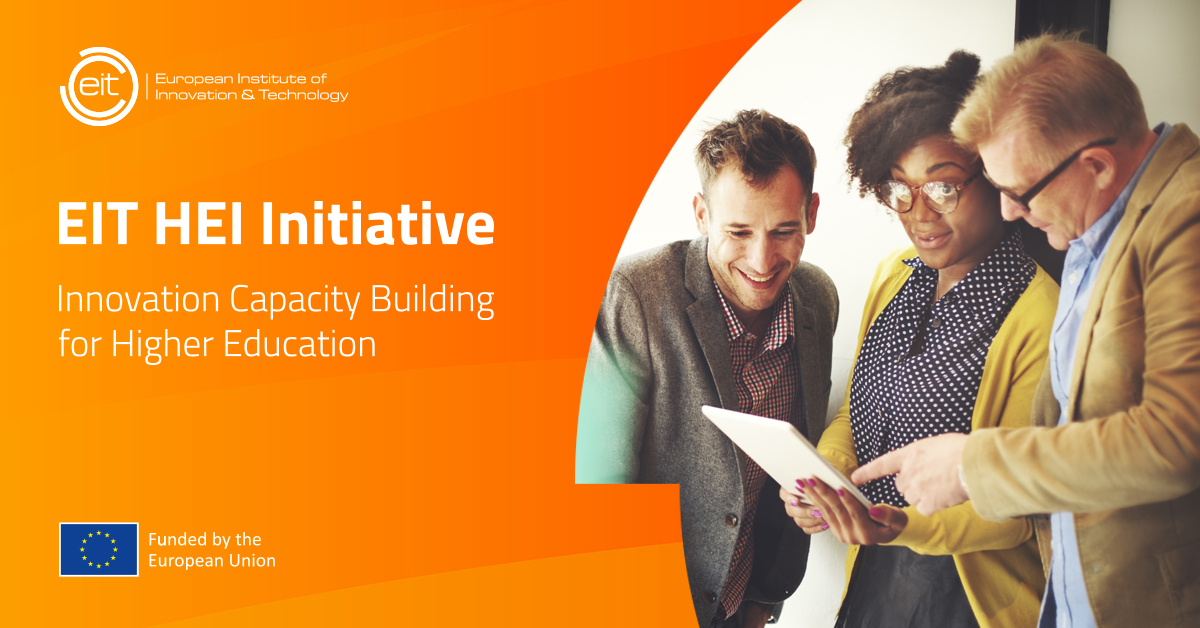 eit
European Institute of
Innovation & Technology
EIT HEI Initiative
Innovation Capacity Building
for Higher Education
Funded by the
European Union